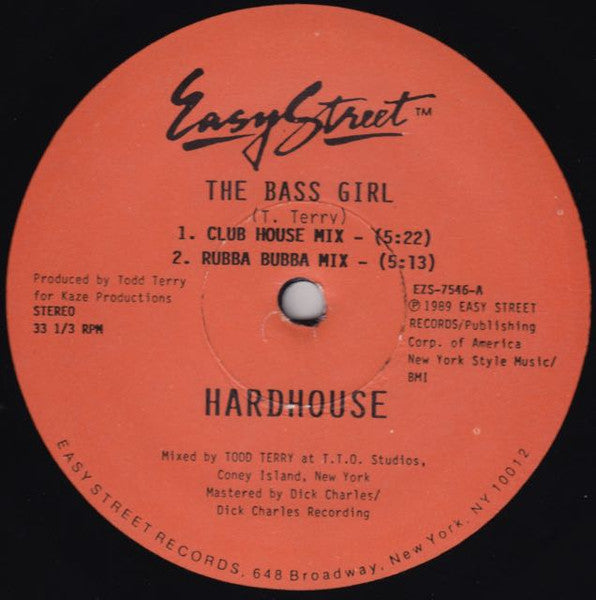 Easy Street™
THE BASS GIRL
(T. Terry)
1. CLUB HOUSE MIX - (5:22)
2. RUBBA BUBBA MIX - (5:13)
Produced by Todd Terry
for Kaze Productions
STEREO
33 1/3 RPM
EZS-7546-A
Ⓟ1989 EASY STREET
RECORDS/Publishing
Corp. of America
New York Style Music/
BMI
HARDHOUSE
Mixed by TODD TERRY at T.T.O. Studios,
Coney Island, New York
Mastered by Dick Charles/
Dick Charles Recording
EASY STREET RECORDS, 648 Broadway, New York, NY 10012